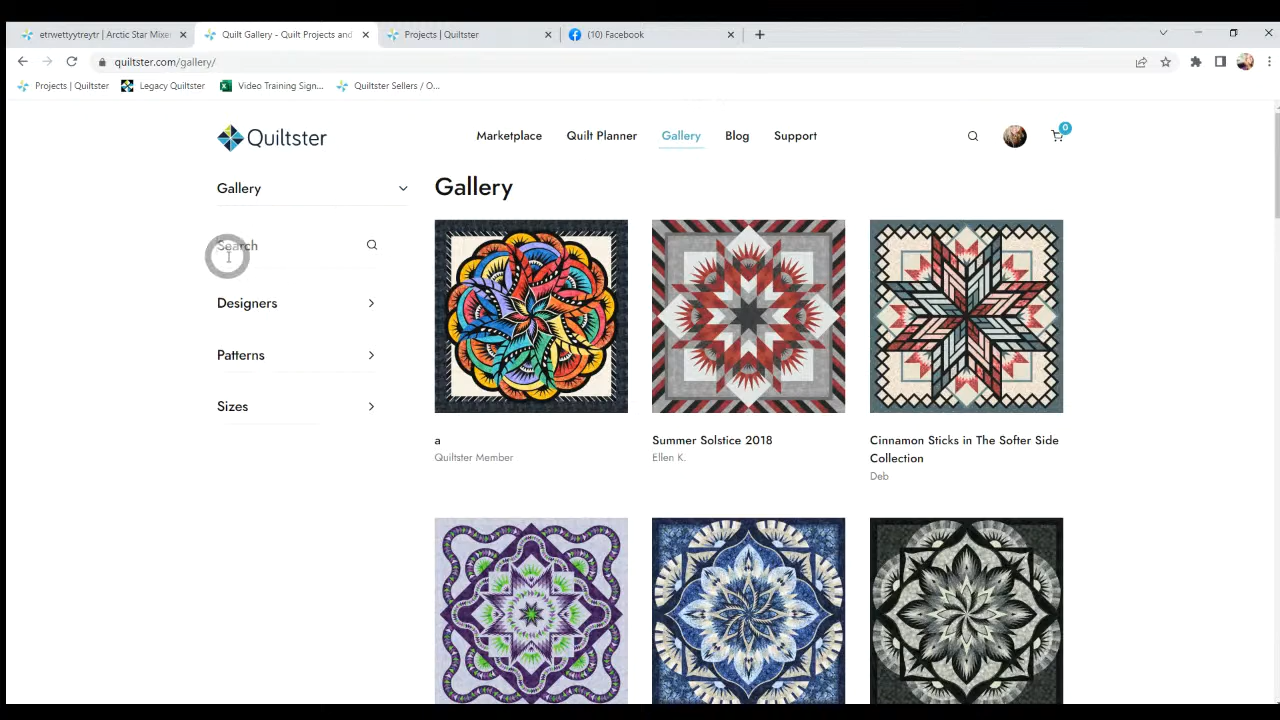 etrwettyytreytr | Arctic Star Mixer
Quilt Gallery - Quilt Projects and
Projects | Quiltster
(10) Facebook
quiltster.com/gallery/
Projects | Quiltster
Legacy Quiltster
Video Training Sign...
Quiltster Sellers / O...
Quiltster
Marketplace
Quilt Planner
Gallery
Blog
Support
0
Gallery
Gallery
Search
Designers
Patterns
Sizes
a
Quiltster Member
Summer Solstice 2018
Ellen K.
Cinnamon Sticks in The Softer Side
Collection
Deb